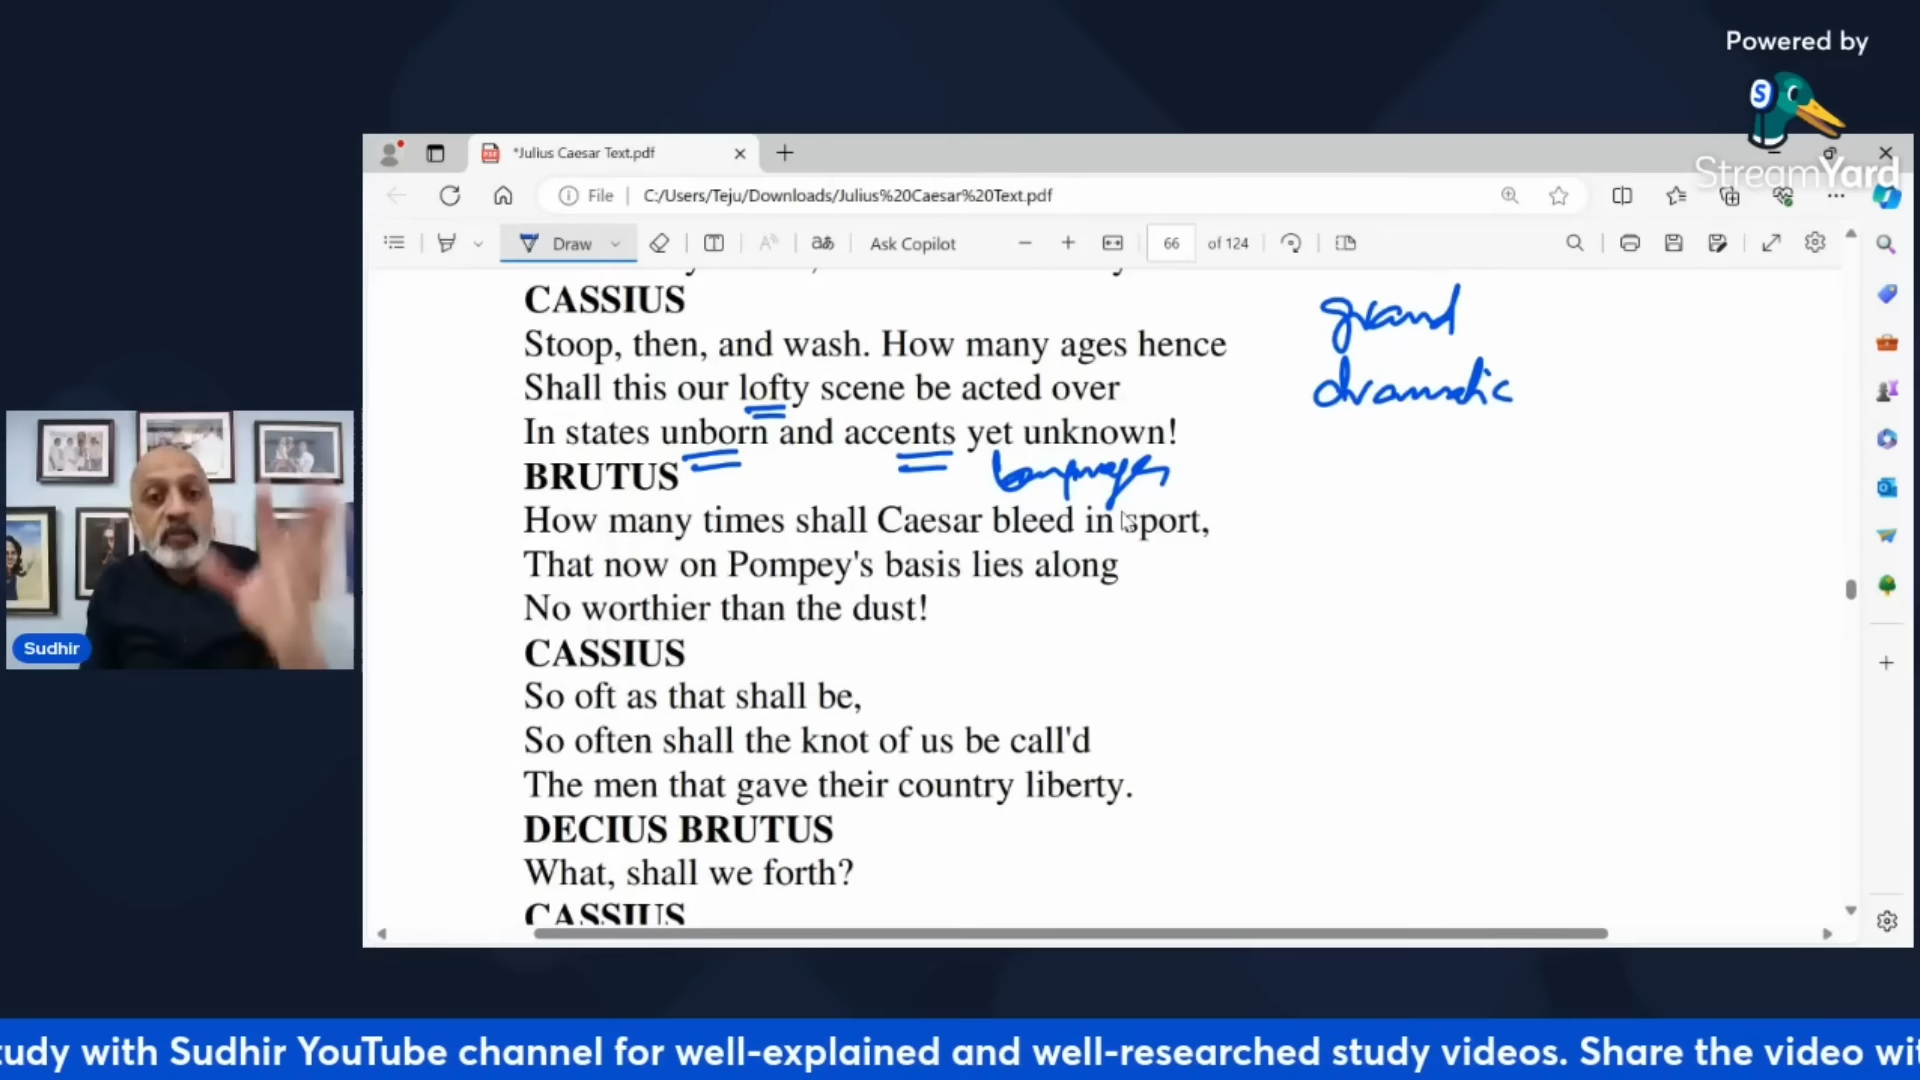 Powered by
StreamYard
*Julius Caesar Text.pdf
File
C:/Users/Teju/Downloads/Julius%20Caesar%20Text.pdf
Draw
Ask Copilot
66 of 124
CASSIUS
grand
Stoop, then, and wash. How many ages hence
Shall this our lofty scene be acted over
dramatic
In states unborn and accents yet unknown!
languages
BRUTUS
How many times shall Caesar bleed in sport,
That now on Pompey's basis lies along
No worthier than the dust!
CASSIUS
So oft as that shall be,
So often shall the knot of us be call'd
The men that gave their country liberty.
DECIUS BRUTUS
What, shall we forth?
CASSIUS
Sudhir
tudy with Sudhir YouTube channel for well-explained and well-researched study videos. Share the video wit